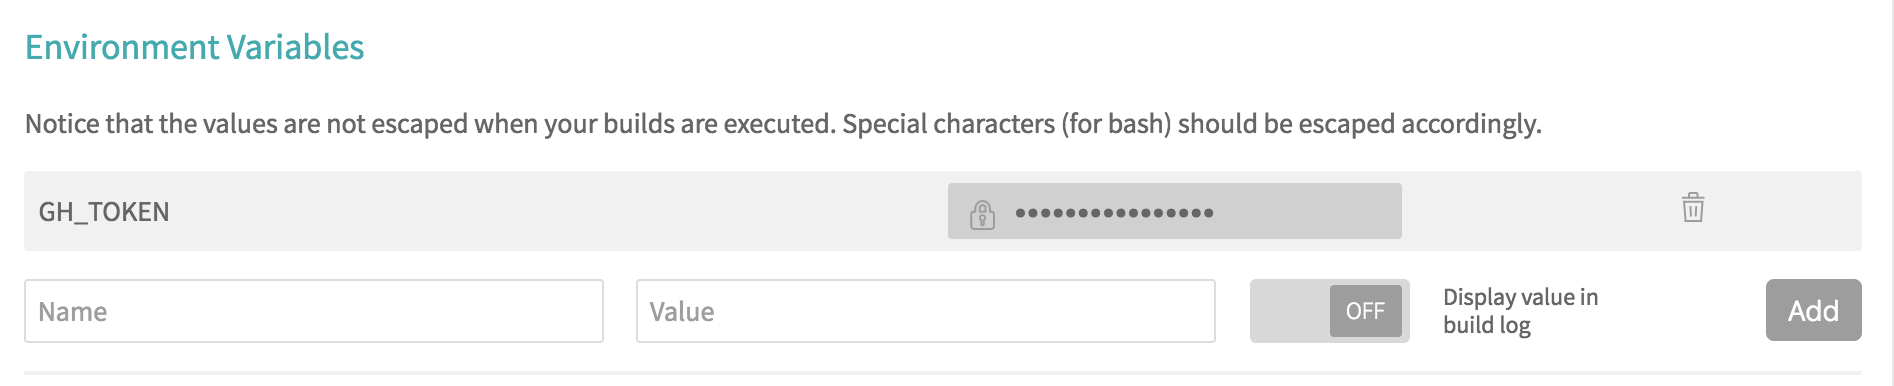 Environment Variables
Notice that the values are not escaped when your builds are executed. Special characters (for bash) should be escaped accordingly.
GH_TOKEN ••••••••••••••••
Name Value OFF Display value in
build log Add